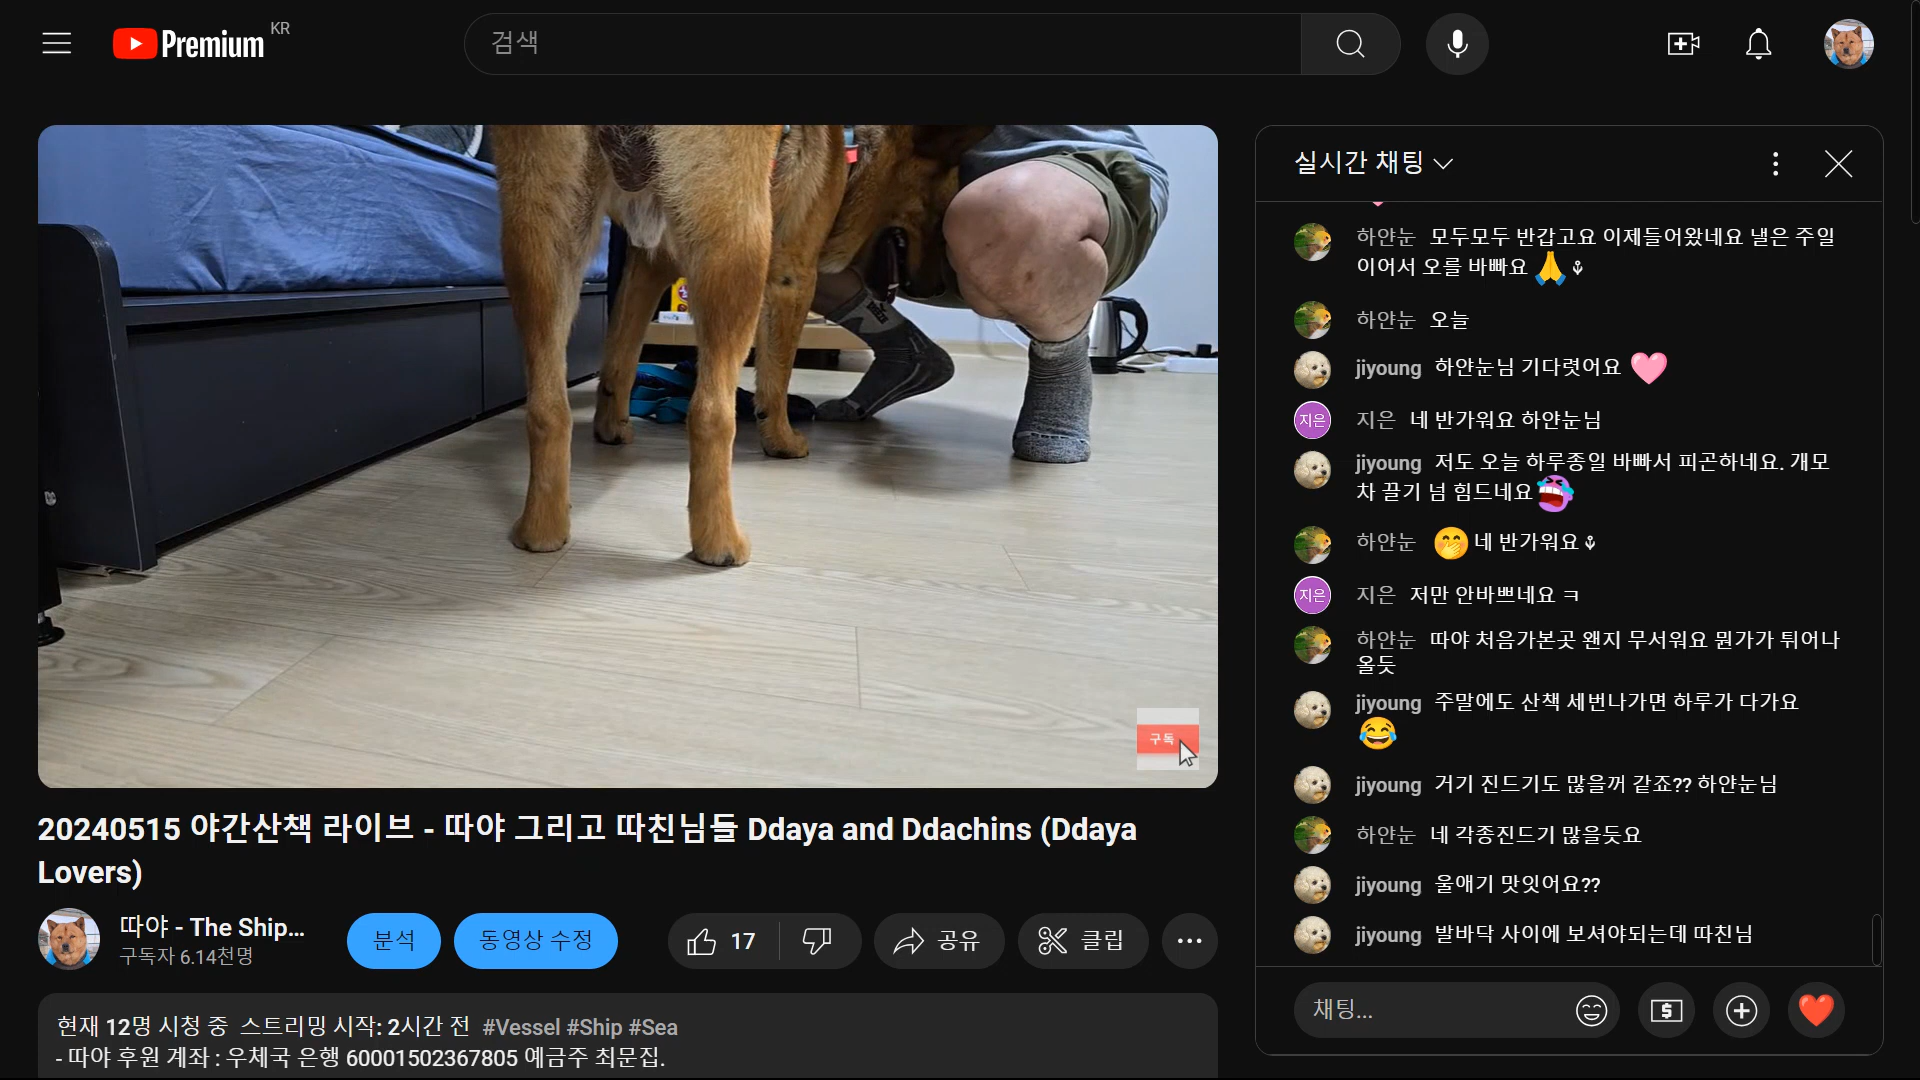 Premium KR
검색
구독
20240515 야간산책 라이브 - 따야 그리고 따친님들 Ddaya and Ddachins (Ddaya
Lovers)
따야 - The Ship...
구독자 6.14천명
분석
동영상 수정
17
공유
클립
현재 12명 시청 중 스트리밍 시작: 2시간 전 #Vessel #Ship #Sea
- 따야 후원 계좌 : 우체국 은행 60001502367805 예금주 최문집.
실시간 채팅
하얀눈 모두모두 반갑고요 이제들어왔네요 낼은 주일
이어서 오를 바빠요🙏⚓
하얀눈 오늘
jiyoung 하얀눈님 기다렷어요 🩷
지은
지은 네 반가워요 하얀눈님
jiyoung 저도 오늘 하루종일 바빠서 피곤하네요. 개모
차 끌기 넘 힘드네요
하얀눈 🤭네 반가워요⚓
지은
지은 저만 안바쁘네요 ㅋ
하얀눈 따야 처음가본곳 왠지 무서워요 뭔가가 튀어나
올듯
jiyoung 주말에도 산책 세번나가면 하루가 다가요
😂
jiyoung 거기 진드기도 많을꺼 같죠?? 하얀눈님
하얀눈 네 각종진드기 많을듯요
jiyoung 울애기 맛잇어요??
jiyoung 발바닥 사이에 보셔야되는데 따친님
채팅...